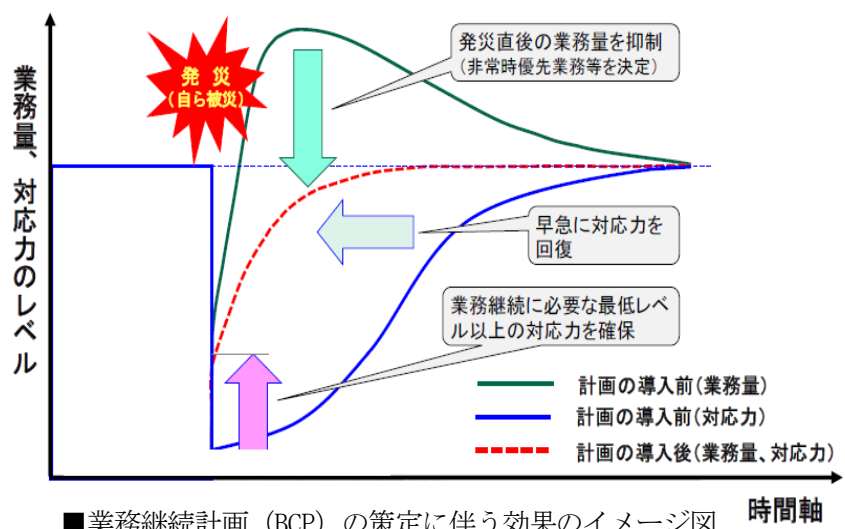 発災直後の業務量を抑制
（非常時優先業務等を決定）
発 災
（自ら被災）
業務量、対応力のレベル
早急に対応力を
回復
業務継続に必要な最低レベ
ル以上の対応力を確保
計画の導入前（業務量）
計画の導入前（対応力）
計画の導入後（業務量、対応力）
時間軸
■業務継続計画（BCP）の策定に伴う効果のイメージ図